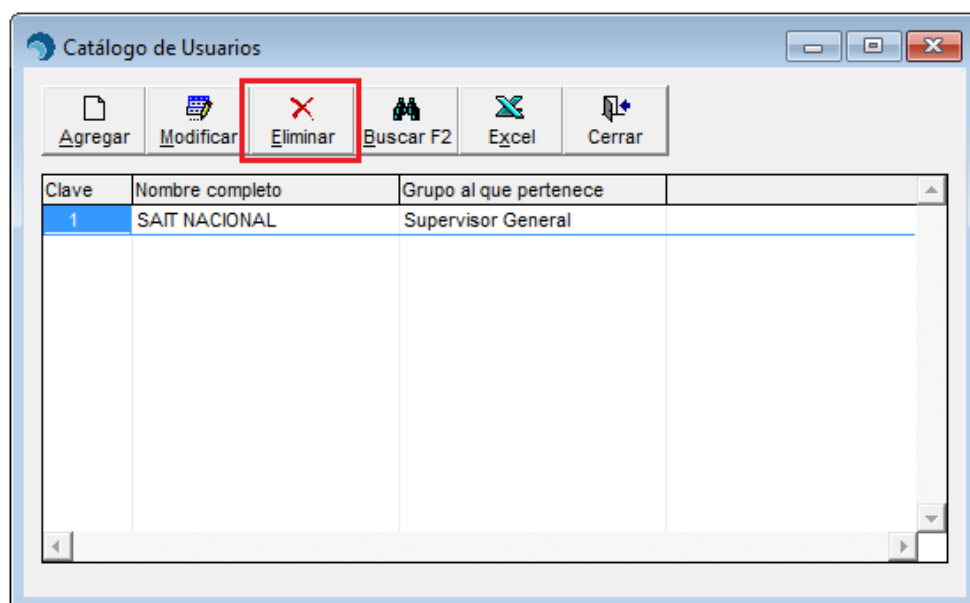 Catálogo de Usuarios
Agregar Modificar Eliminar Buscar F2 Excel Cerrar
Clave Nombre completo Grupo al que pertenece
1 SAIT NACIONAL Supervisor General